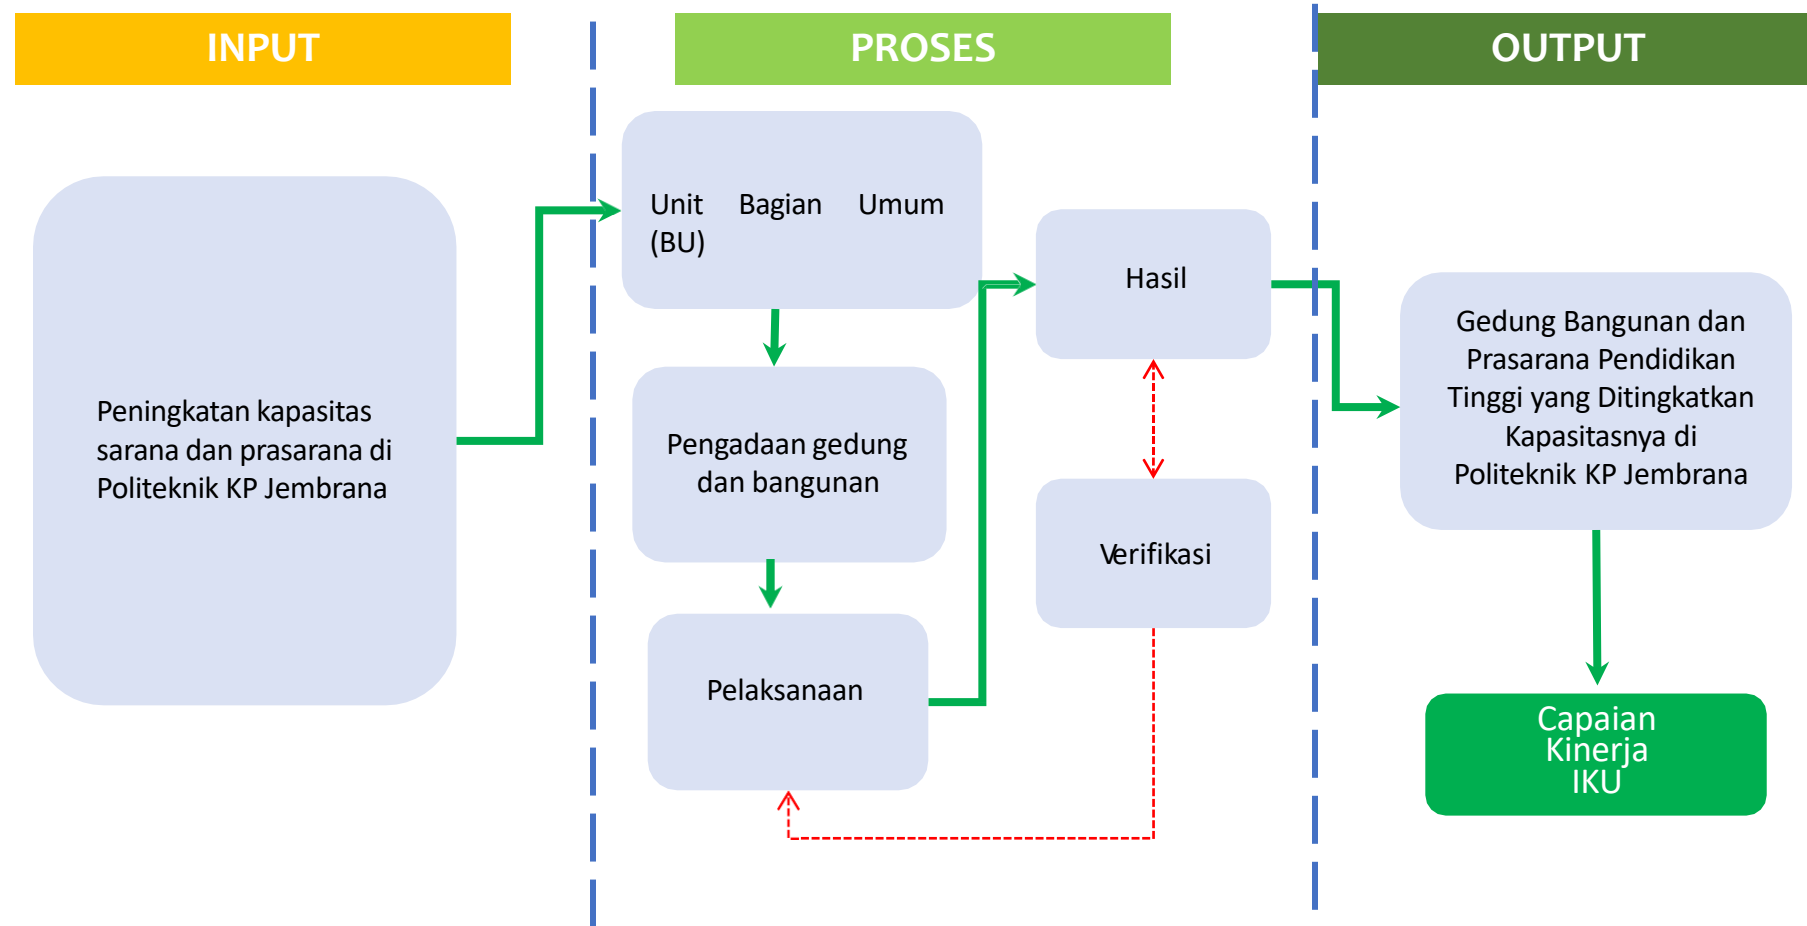 INPUT
PROSES
OUTPUT
Peningkatan kapasitas
sarana dan prasarana di
Politeknik KP Jembrana
Unit Bagian Umum
(BU)
Pengadaan gedung
dan bangunan
Pelaksanaan
Hasil
Verifikasi
Gedung Bangunan dan
Prasarana Pendidikan
Tinggi yang Ditingkatkan
Kapasitasnya di
Politeknik KP Jembrana
Capaian
Kinerja
IKU